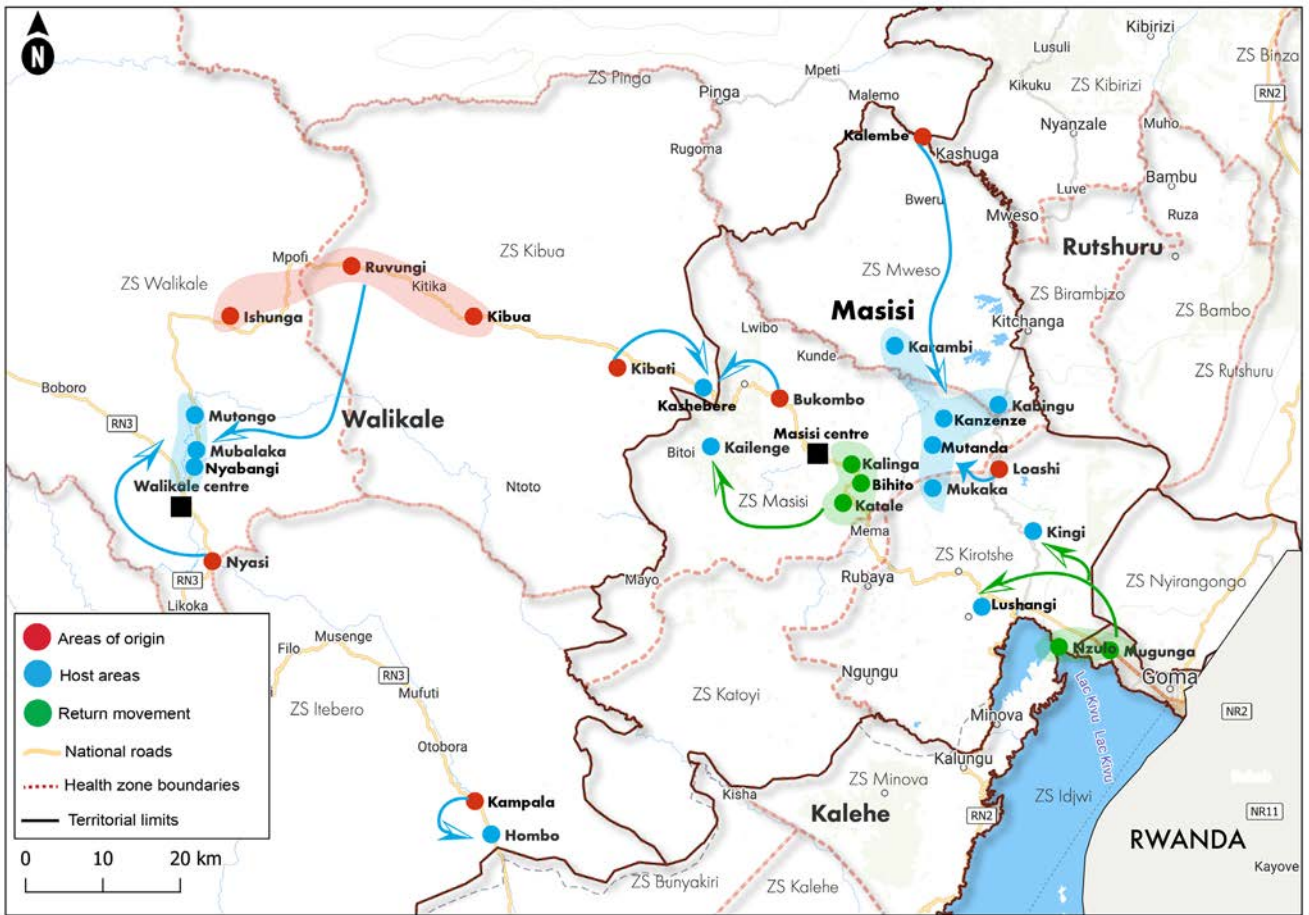 N
Kibirizi
Lusuli
ZS Binza
Mpeti
ZS Pinga
Pinga
Kikuku
ZS Kibirizi
RN2
Malemo
Nyanzale
Muho
Kalembe
Rugoma
Kashuga
Luve
Bambu
Bweru
Mweso
Ruza
Rutshuru
ZS Kibua
Mpofi
Ruvungi
ZS Walikale
Kitika
ZS Mweso
ZS Birambizo
Masisi
ZS Bambo
Ishunga
Kibua
Lwibo
Kitchanga
Karambi
Kunde
ZS Rutshuru
Kibati
Boboro
Kashebere
Bukombo
Kabingu
Mutongo
Walikale
Kanzenze
RN3
Masisi centre
Mubalaka
Bitoi
Kailenge
Mutanda
Nyabangi
Kalinga
Loashi
Walikale centre
Ntoto
Bihito
Mukaka
ZS Masisi
Katale
Mema
Kingi
Nyasi
ZS Kirotshe
RN3
Mayo
Rubaya
ZS Nyirangongo
Likoka
Lushangi
Areas of origin
Musenge
Filo
Nzulo
Mugunga
Host areas
RN3
Ngungu
Goma
Mufuti
Return movement
ZS Itebero
ZS Katoyi
Lac Kivu
Lac Kivu
NR2
Minova
National roads
Otobora
Kalungu
Health zone boundaries
ZS Minova
Kisha
ZS Idjwi
Kampala
Kalehe
Territorial limits
RN2
NR11
Hombo
RWANDA
0 10 20 km
Kayove
ZS Bunyakiri
ZS Kalehe